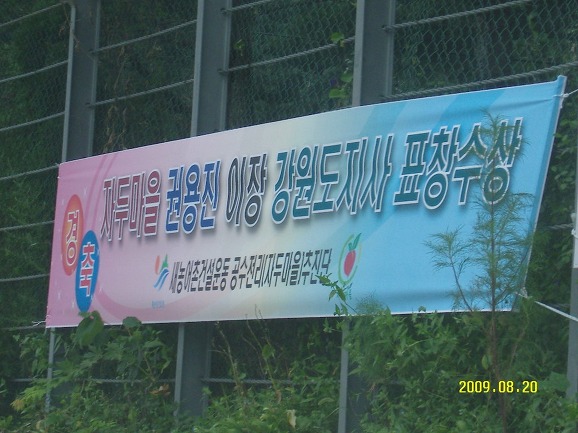 경축
자두마을 권용진 이장 강원도지사 표창수상
새농어촌건설운동 공수전리(자두마을)추진단
2009.08.20